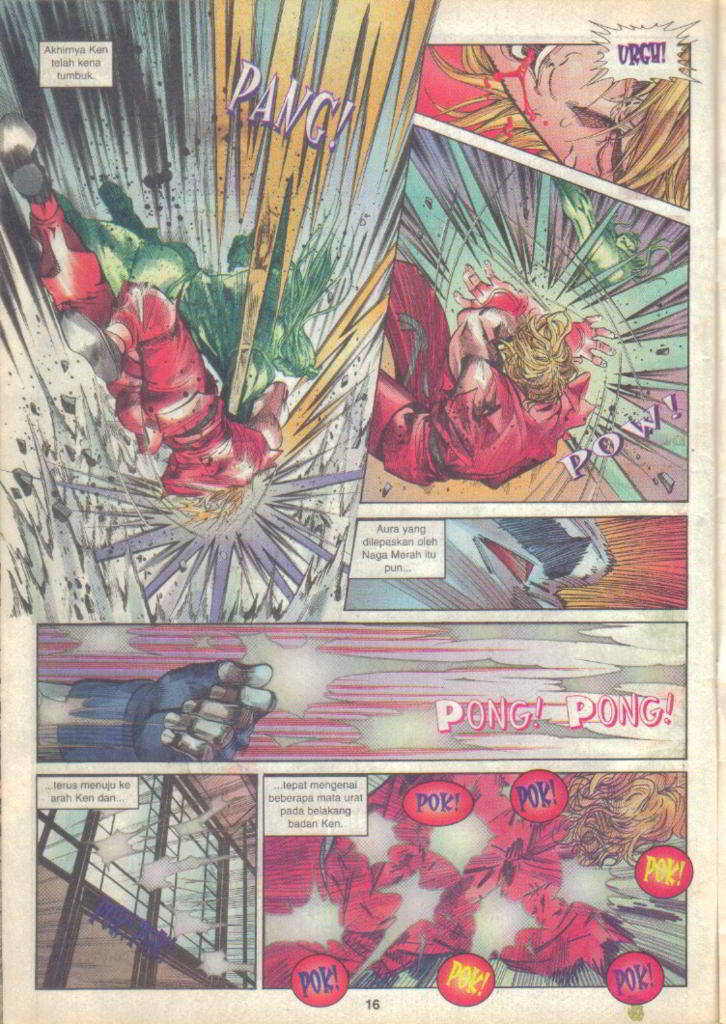 Akhirnya Ken
telah kena
tumbuk.
PANG!
URGH!
POW!
Aura yang
dilepaskan oleh
Naga Merah itu
pun...
PONG! PONG!
...terus menuju ke
arah Ken dan...
...tepat mengenai
beberapa mata urat
pada belakang
badan Ken.
POK!
POK!
POK!
POK!
POK!
POK!
16